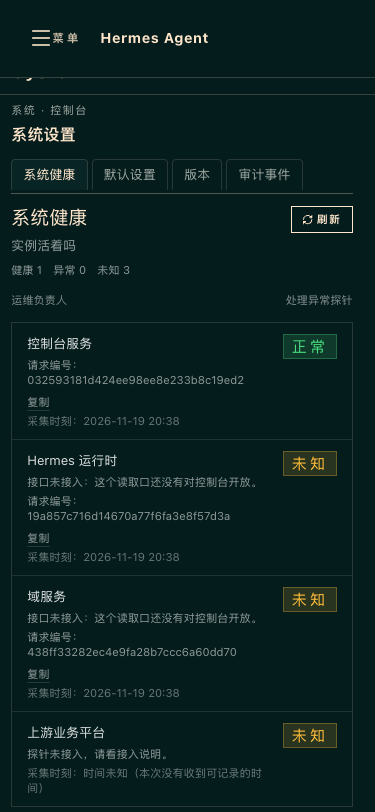 菜单 Hermes Agent
系统 · 控制台
系统设置
系统健康 默认设置 版本 审计事件
系统健康 刷新
实例活着吗
健康 1 异常 0 未知 3
运维负责人 处理异常探针
控制台服务 正常
请求编号：
032593181d424ee98ee8e233b8c19ed2
复制
采集时刻：2026-11-19 20:38
Hermes 运行时 未知
接口未接入：这个读取口还没有对控制台开放。
请求编号：
19a857c716d14670a77f6fa3e8f57d3a
复制
采集时刻：2026-11-19 20:38
域服务 未知
接口未接入：这个读取口还没有对控制台开放。
请求编号：
438ff33282ec4e9fa28b7ccc6a60dd70
复制
采集时刻：2026-11-19 20:38
上游业务平台 未知
探针未接入，请看接入说明。
采集时刻：时间未知（本次没有收到可记录的时
间）